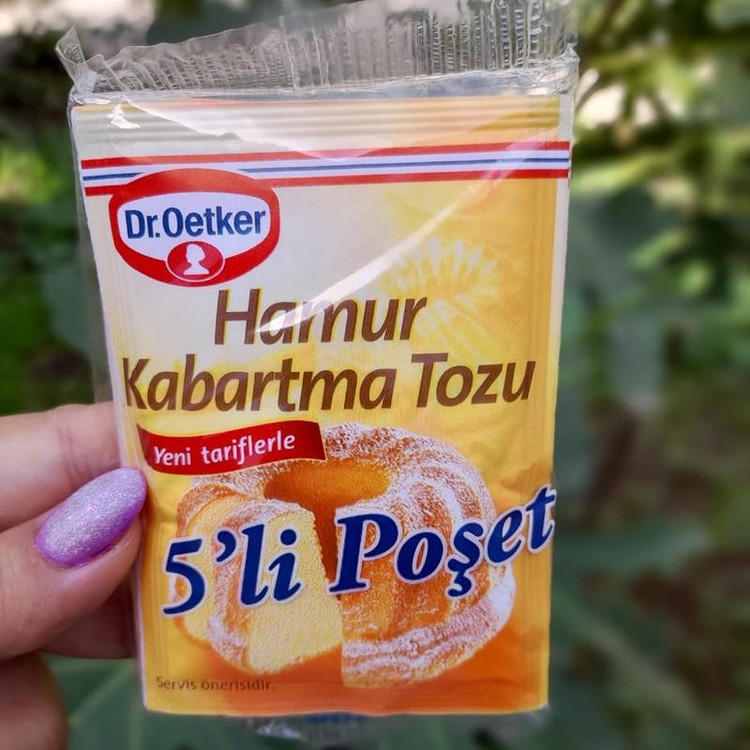 Dr.Oetker
Hamur
Kabartma Tozu
Yeni tariflerle
5'li Poşet
Servis önerisidir.